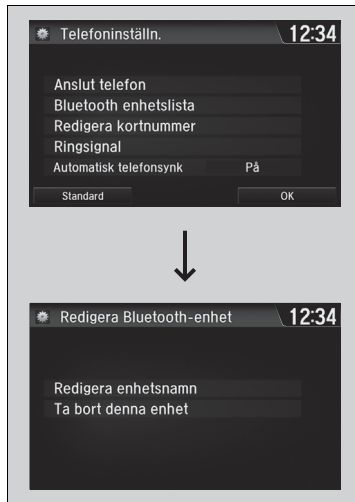 Telefoninställn.
12:34
Anslut telefon
Bluetooth enhetslista
Redigera kortnummer
Ringsignal
Automatisk telefonsynk På
Standard OK
Redigera Bluetooth-enhet
12:34
Redigera enhetsnamn
Ta bort denna enhet